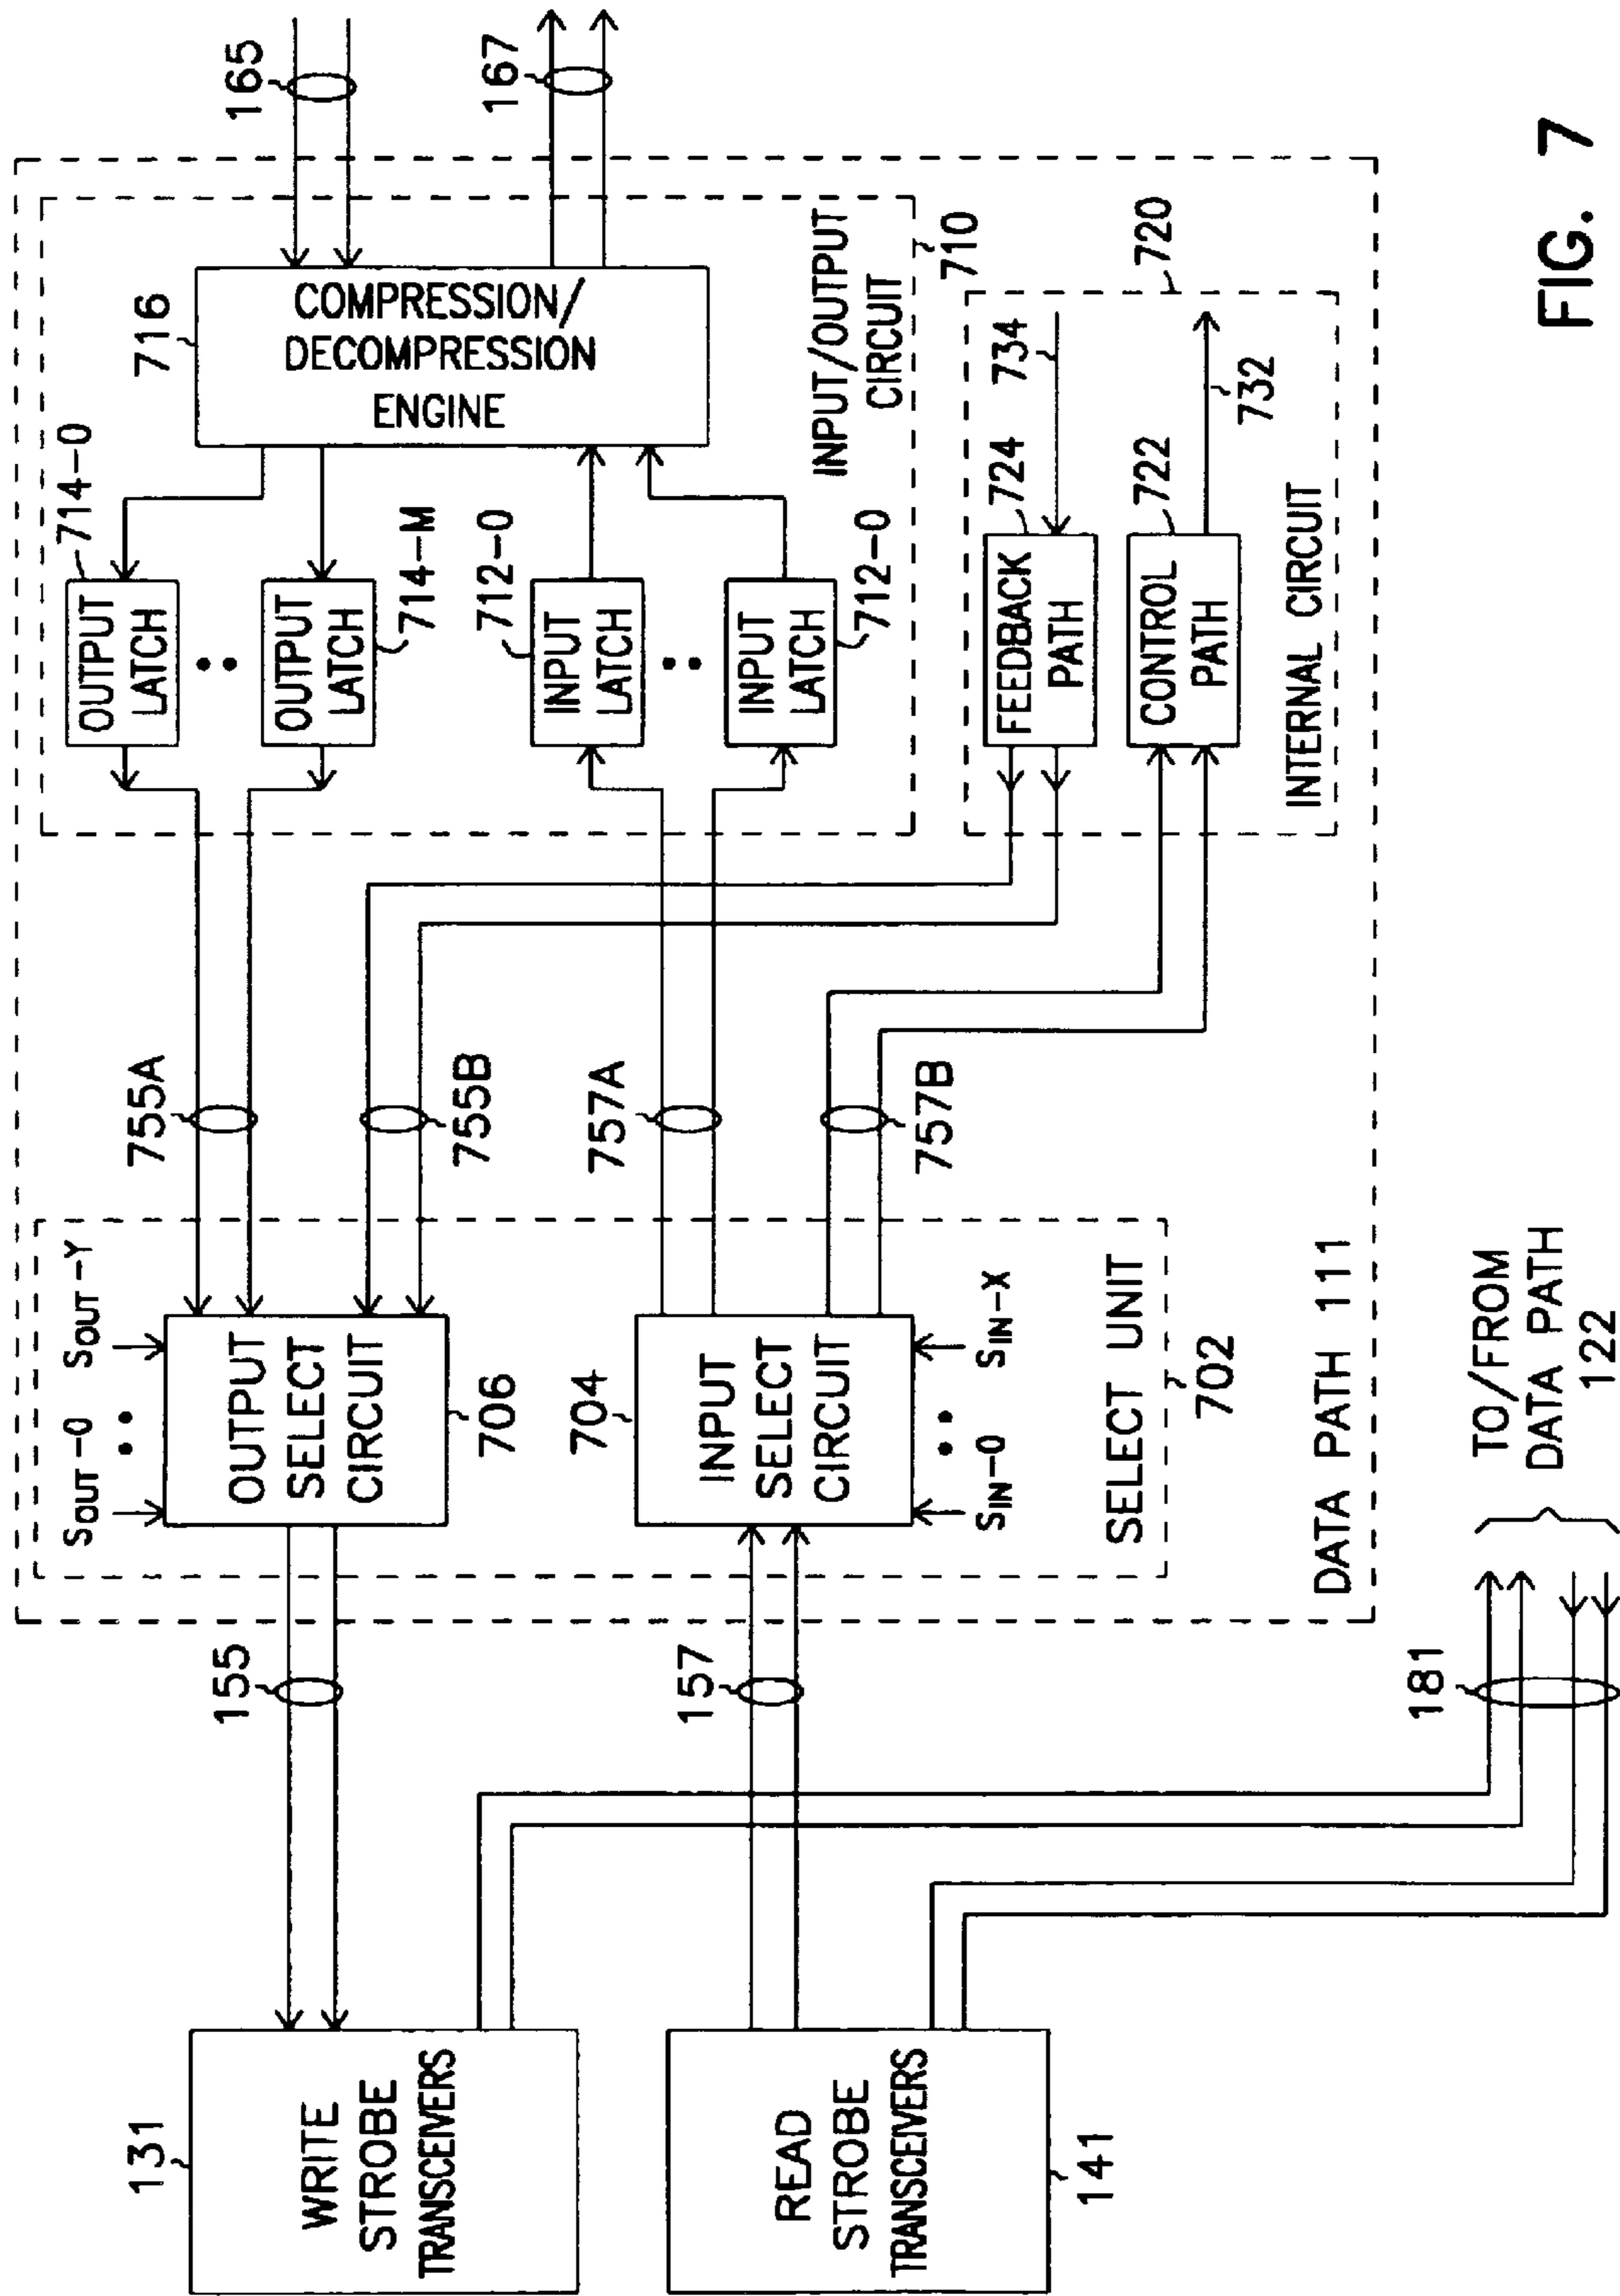 131
WRITE
STROBE
TRANSCEIVERS
READ
STROBE
TRANSCEIVERS
141
155
157
181
TO/FROM
DATA PATH
122
DATA PATH 111
SOUT-0
SOUT-Y
OUTPUT
SELECT
CIRCUIT
706
704
INPUT
SELECT
CIRCUIT
SIN-0
SIN-X
SELECT UNIT
702
755A
755B
757A
757B
OUTPUT
LATCH
714-0
OUTPUT
LATCH
714-M
INPUT
LATCH
712-0
INPUT
LATCH
712-0
716
COMPRESSION/
DECOMPRESSION
ENGINE
INPUT/OUTPUT
CIRCUIT
710
165
167
FEEDBACK
PATH
724
734
CONTROL
PATH
722
732
INTERNAL CIRCUIT
720
FIG. 7